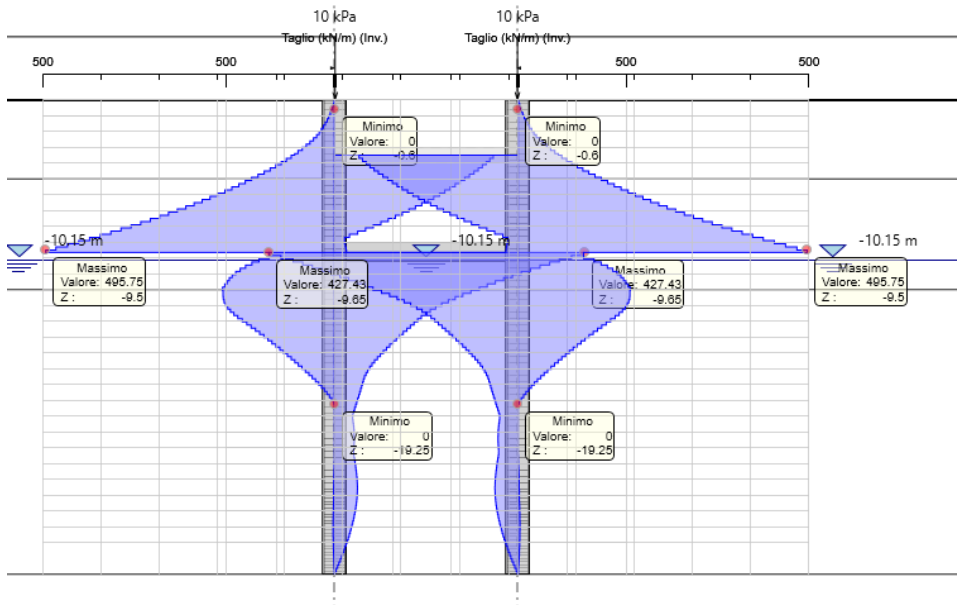 10 kPa
10 kPa
Taglio (kN/m) (Inv.)
Taglio (kN/m) (Inv.)
500
500
500
500
Minimo
Valore: 0
Z : -0.6
Minimo
Valore: 0
Z : -0.6
-10.15 m
-10.15 m
-10.15 m
Massimo
Valore: 495.75
Z : -9.5
Massimo
Valore: 427.43
Z : -9.65
Massimo
Valore: 427.43
Z : -9.65
Massimo
Valore: 495.75
Z : -9.5
Minimo
Valore: 0
Z : -19.25
Minimo
Valore: 0
Z : -19.25